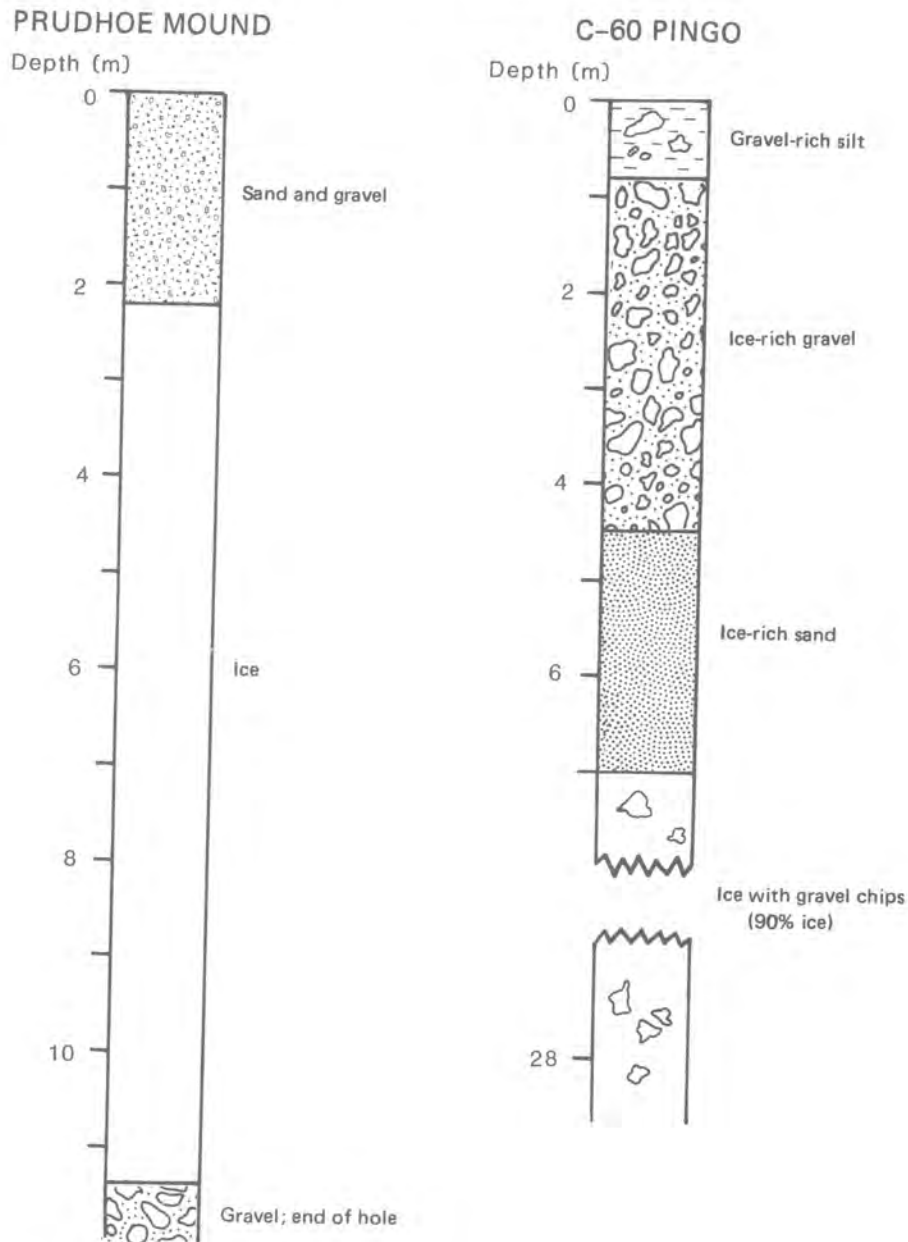 PRUDHOE MOUND
Depth (m)
0
Sand and gravel
2
4
6
Ice
8
10
Gravel; end of hole
C-60 PINGO
Depth (m)
0
Gravel-rich silt
2
Ice-rich gravel
4
Ice-rich sand
6
Ice with gravel chips
(90% ice)
28